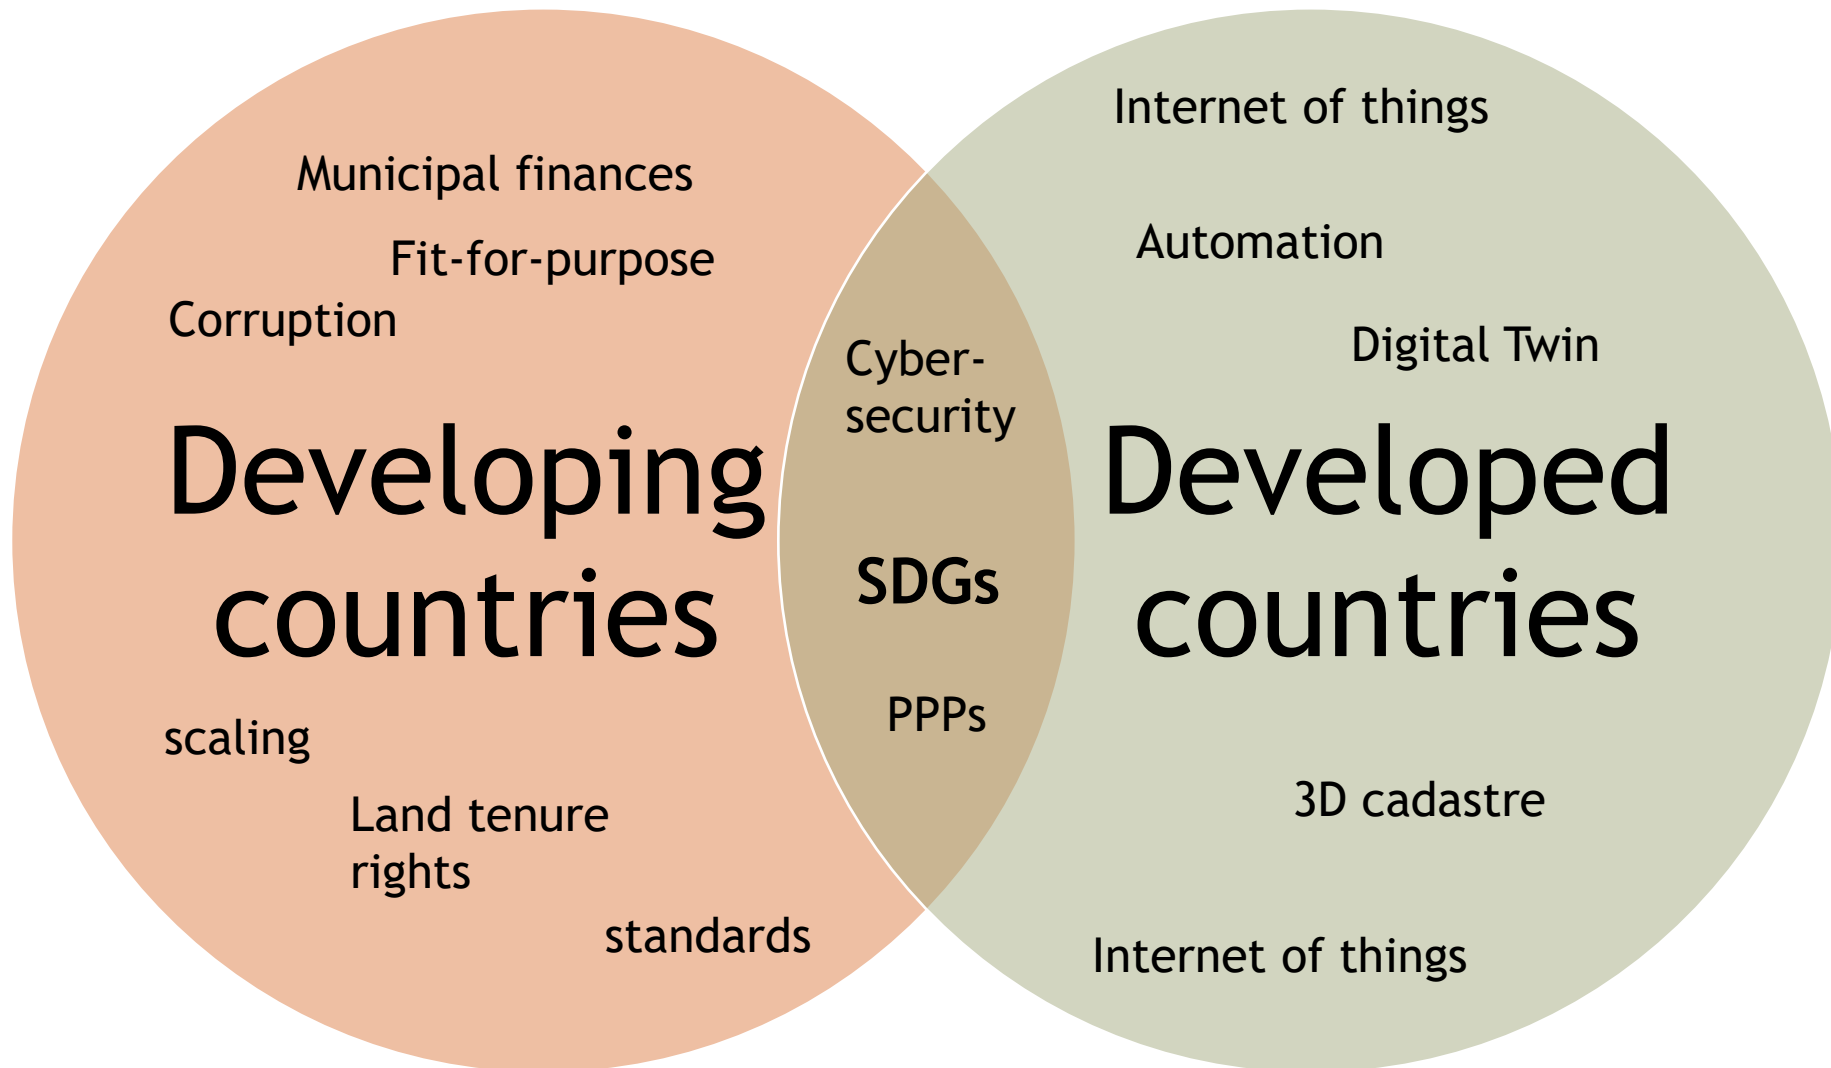 Municipal finances
Fit-for-purpose
Corruption
Developing
countries
scaling
Land tenure
rights
standards
Cyber-
security
SDGs
PPPs
Internet of things
Automation
Digital Twin
Developed
countries
3D cadastre
Internet of things